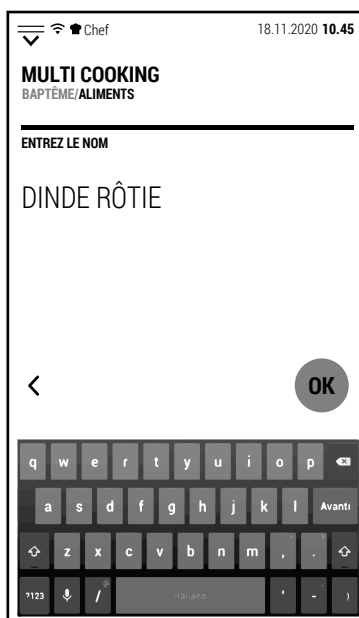 Chef 18.11.2020 10.45
MULTI COOKING
BAPTÊME/ALIMENTS
ENTREZ LE NOM
DINDE RÔTIE
< OK
q w e r t y u i o p
a s d f g h j k l Avanti
z x c v b n m , .
?123 / Italiano ' - )